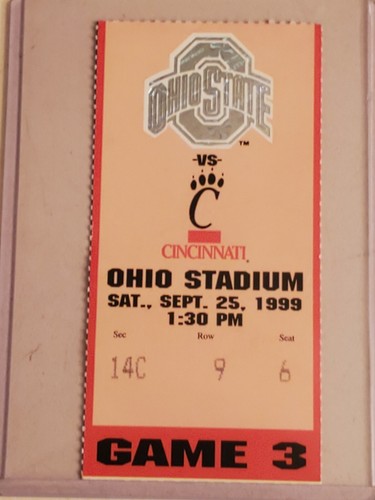 OHIO STATE
TM
-VS-
C
CINCINNATI
OHIO STADIUM
SAT., SEPT. 25, 1999
1:30 PM
Sec Row Seat
14C 9 6
GAME 3